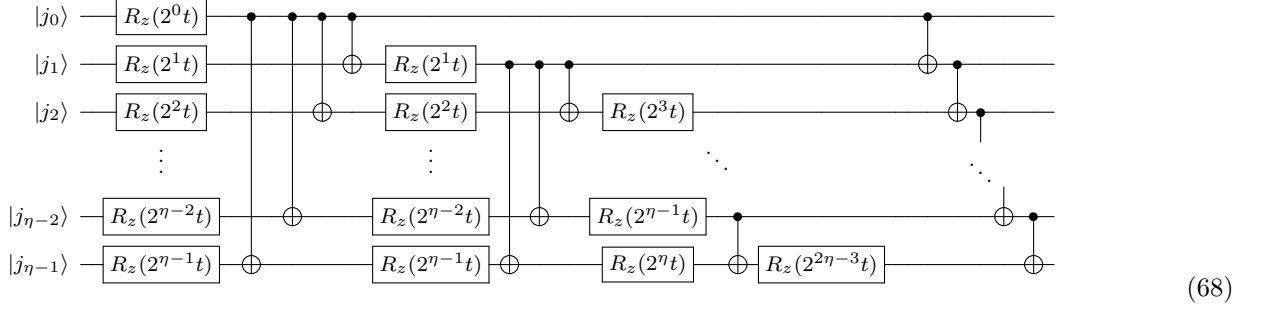 |j₀⟩ R_z(2⁰t)
|j₁⟩ R_z(2¹t) R_z(2¹t)
|j₂⟩ R_z(2²t) R_z(2²t) R_z(2³t)
⋮ ⋮ ⋱ ⋱
|j_{η−2}⟩ R_z(2^{η−2}t) R_z(2^{η−2}t) R_z(2^{η−1}t)
|j_{η−1}⟩ R_z(2^{η−1}t) R_z(2^{η−1}t) R_z(2^η t) R_z(2^{2η−3}t)
(68)